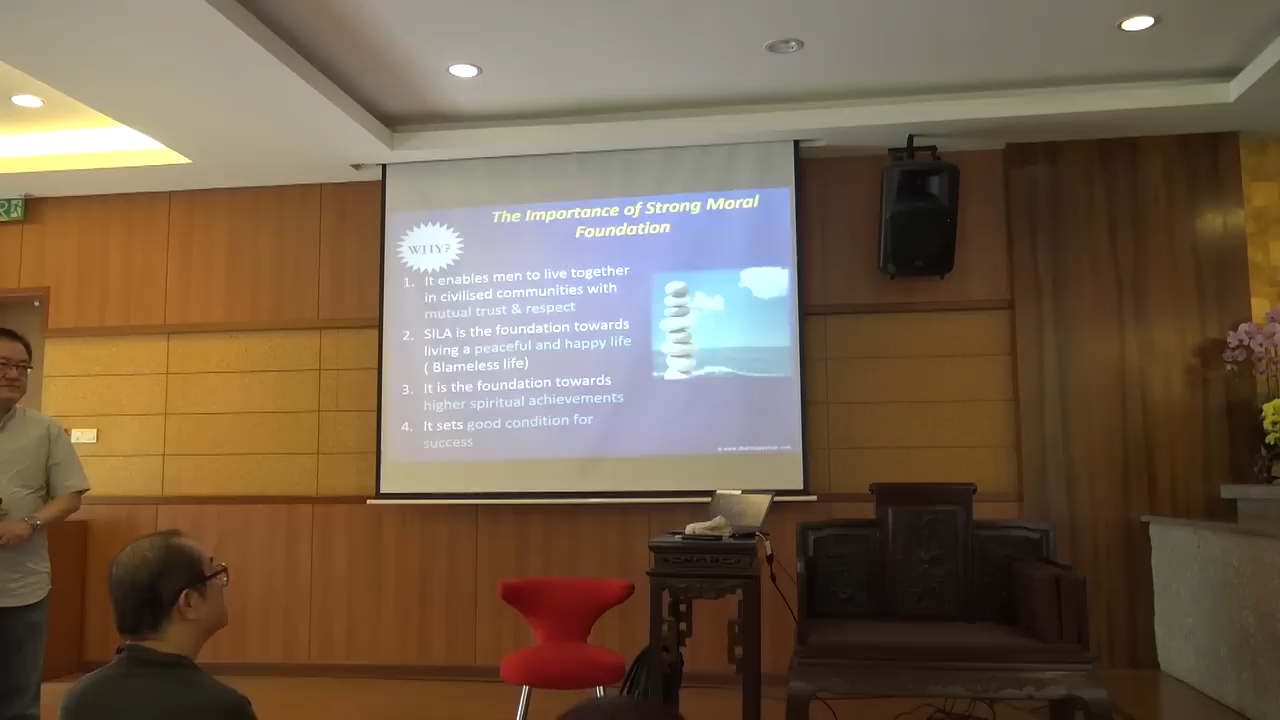 The Importance of Strong Moral
Foundation
WHY?
1. It enables men to live together
in civilised communities with
mutual trust & respect
2. SILA is the foundation towards
living a peaceful and happy life
( Blameless life)
3. It is the foundation towards
higher spiritual achievements
4. It sets good condition for
success